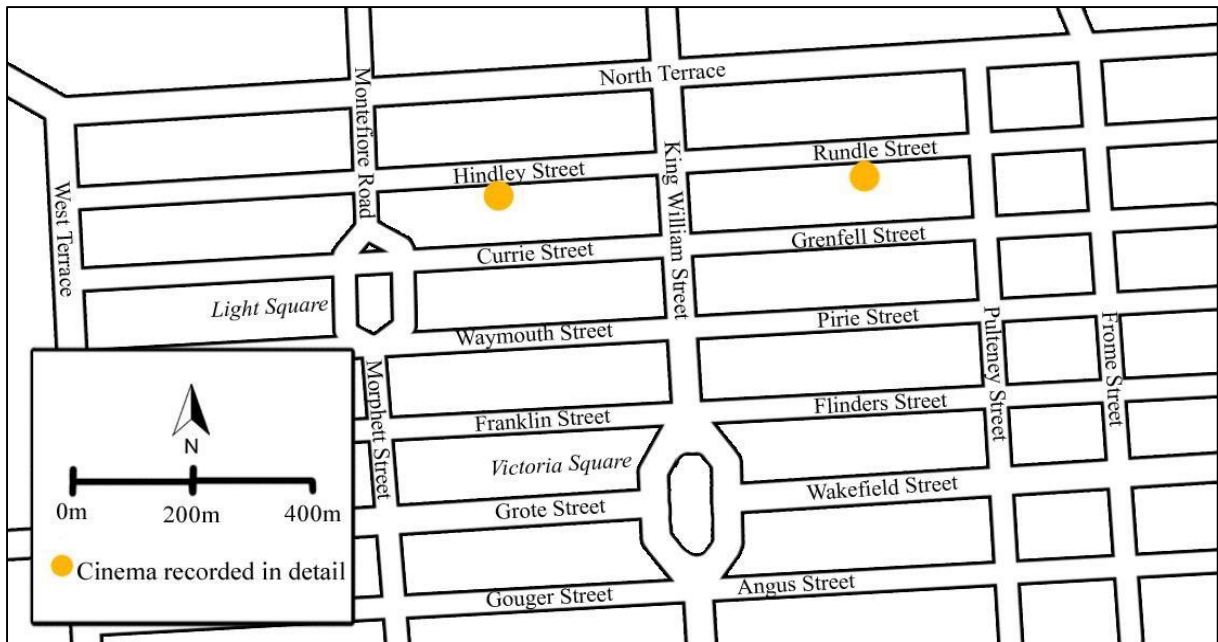 North Terrace
Montefiore Road
Rundle Street
Hindley Street
King William Street
West Terrace
Grenfell Street
Currie Street
Light Square
Pirie Street
Waymouth Street
Pulteney Street
Frome Street
Morphett Street
Flinders Street
Franklin Street
Victoria Square
Wakefield Street
Grote Street
Angus Street
Gouger Street
N
0m 200m 400m
Cinema recorded in detail